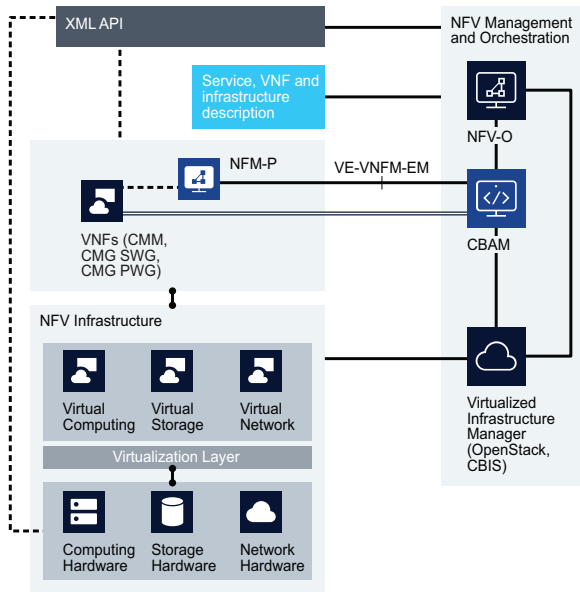 XML API
NFV Management
and Orchestration
Service, VNF and
infrastructure
description
NFV-O
NFM-P
VE-VNFM-EM
VNFs (CMM,
CMG SWG,
CMG PWG)
CBAM
NFV Infrastructure
Virtual
Computing
Virtual
Storage
Virtual
Network
Virtualized
Infrastructure
Manager
(OpenStack,
CBIS)
Virtualization Layer
Computing
Hardware
Storage
Hardware
Network
Hardware